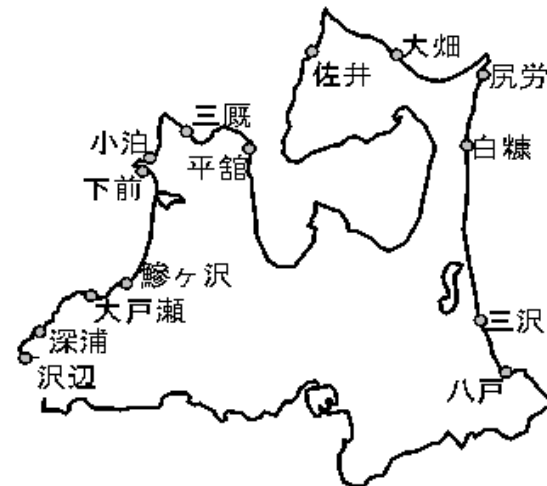 大畑
佐井
尻労
三厩
小泊
平舘
白糠
下前
鰺ヶ沢
大戸瀬
三沢
深浦
沢辺
八戸